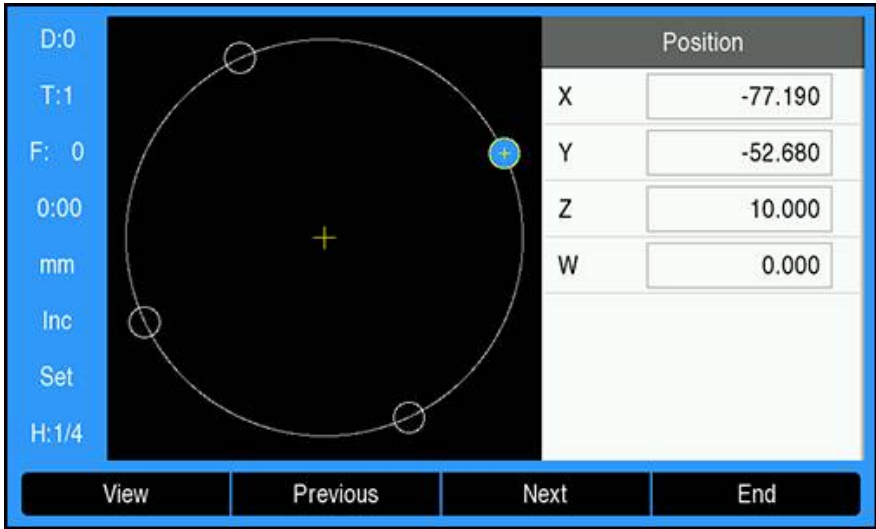 D:0
T:1
F: 0
0:00
mm
Inc
Set
H:1/4
Position
X -77.190
Y -52.680
Z 10.000
W 0.000
View Previous Next End